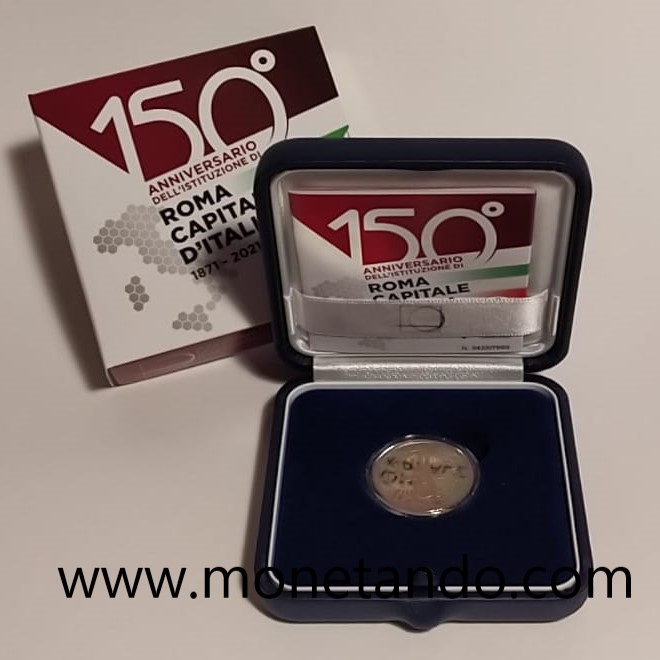 150°
ANNIVERSARIO
DELL'ISTITUZIONE DI
ROMA
CAPITA
D'ITALI
1871 - 2021
150°
ANNIVERSARIO
DELL'ISTITUZIONE DI
ROMA
CAPITALE
www.monetando.com